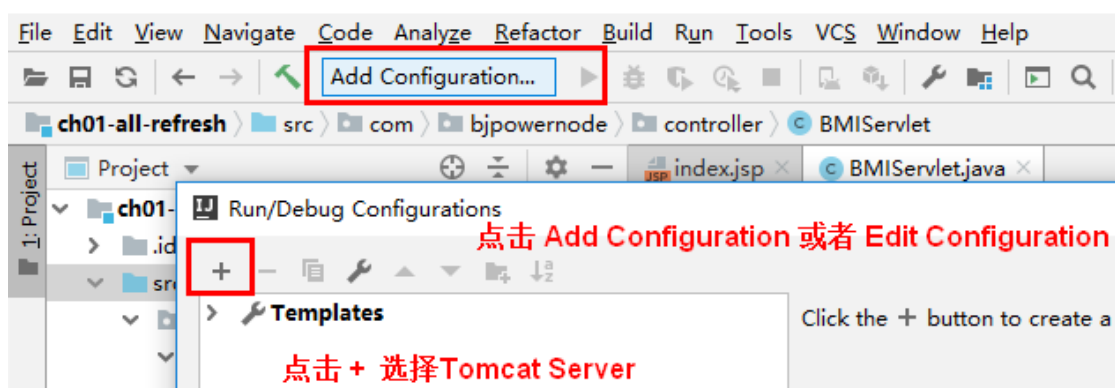 File Edit View Navigate Code Analyze Refactor Build Run Tools VCS Window Help
Add Configuration...
ch01-all-refresh src com bjpowernode controller BMIServlet
1: Project
Project index.jsp BMIServlet.java
ch01-
Run/Debug Configurations
点击 Add Configuration 或者 Edit Configuration
.id
src
Templates
Click the + button to create a
点击 + 选择Tomcat Server